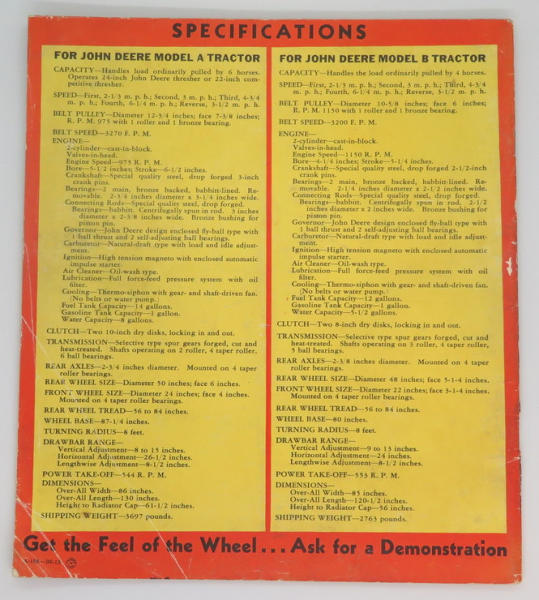 SPECIFICATIONS
FOR JOHN DEERE MODEL A TRACTOR
CAPACITY—Handles load ordinarily pulled by 6 horses.
Operates 24-inch John Deere thresher or 22-inch com-
petitive thresher.
SPEED—First, 2-1/3 m. p. h.; Second, 3 m. p. h.; Third, 4-3/4
m. p. h.; Fourth, 6-1/4 m. p. h.; Reverse, 3-1/2 m. p. h.
BELT PULLEY—Diameter 12-3/4 inches; face 7-3/8 inches;
R. P. M. 975 with 1 roller and 1 bronze bearing.
BELT SPEED—3270 F. P. M.
ENGINE—
2-cylinder—cast-in-block.
Valves-in-head.
Engine Speed—975 R. P. M.
Bore—5-1/2 inches; Stroke—6-1/2 inches.
Crankshaft—Special quality steel, drop forged 3-inch
crank pins.
Bearings—2 main, bronze backed, babbitt-lined. Re-
movable. 2-3/4 inches diameter x 3-1/4 inches wide.
Connecting Rods—Special quality steel, drop forged.
Bearings—babbitt. Centrifugally spun in rod. 3 inches
diameter x 2-3/8 inches wide. Bronze bushing for
piston pin.
Governor—John Deere design enclosed fly-ball type with
1 ball thrust and 2 self-adjusting ball bearings.
Carburetor—Natural-draft type with load and idle adjust-
ment.
Ignition—High tension magneto with enclosed automatic
impulse starter.
Air Cleaner—Oil-wash type.
Lubrication—Full force-feed pressure system with oil
filter.
Cooling—Thermo-siphon with gear- and shaft-driven fan.
(No belts or water pump.)
Fuel Tank Capacity—14 gallons.
Gasoline Tank Capacity—1 gallon.
Water Capacity—8 gallons.
CLUTCH—Two 10-inch dry disks, locking in and out.
TRANSMISSION—Selective type spur gears forged, cut and
heat-treated. Shafts operating on 2 roller, 4 taper roller,
6 ball bearings.
REAR AXLES—2-3/4 inches diameter. Mounted on 4 taper
roller bearings.
REAR WHEEL SIZE—Diameter 50 inches; face 6 inches.
FRONT WHEEL SIZE—Diameter 24 inches; face 4 inches.
Mounted on 4 taper roller bearings.
REAR WHEEL TREAD—56 to 84 inches.
WHEEL BASE—87-1/4 inches.
TURNING RADIUS—8 feet.
DRAWBAR RANGE—
Vertical Adjustment—8 to 15 inches.
Horizontal Adjustment—26-1/2 inches.
Lengthwise Adjustment—8-1/2 inches.
POWER TAKE-OFF—544 R. P. M.
DIMENSIONS—
Over-All Width—86 inches.
Over-All Length—130 inches.
Height to Radiator Cap—61-1/2 inches.
SHIPPING WEIGHT—3697 pounds.
FOR JOHN DEERE MODEL B TRACTOR
CAPACITY—Handles the load ordinarily pulled by 4 horses.
SPEED—First, 2-1/3 m. p. h.; Second, 3 m. p. h.; Third, 4-3/4
m. p. h.; Fourth, 6-1/4 m. p. h.; Reverse, 3-1/2 m. p. h.
BELT PULLEY—Diameter 10-5/8 inches; face 6 inches;
R. P. M. 1150 with 1 roller and 1 bronze bearing.
BELT SPEED—3200 F. P. M.
ENGINE—
2-cylinder—cast-in-block.
Valves-in-head.
Engine Speed—1150 R. P. M.
Bore—4-1/4 inches; Stroke—5-1/4 inches.
Crankshaft—Special quality steel, drop forged 2-1/2-inch
crank pins.
Bearings—2 main, bronze backed, babbitt-lined. Re-
movable. 2-1/4 inches diameter x 2-1/2 inches wide.
Connecting Rods—Special quality steel, drop forged.
Bearings—babbitt. Centrifugally spun in rod. 2-1/2
inches diameter x 2 inches wide. Bronze bushing for
piston pin.
Governor—John Deere design enclosed fly-ball type with
1 ball thrust and 2 self-adjusting ball bearings.
Carburetor—Natural-draft type with load and idle adjust-
ment.
Ignition—High tension magneto with enclosed automatic
impulse starter.
Air Cleaner—Oil-wash type.
Lubrication—Full force-feed pressure system with oil
filter.
Cooling—Thermo-siphon with gear- and shaft-driven fan.
(No belts or water pump.)
Fuel Tank Capacity—12 gallons.
Gasoline Tank Capacity—1 gallon.
Water Capacity—5-1/2 gallons.
CLUTCH—Two 8-inch dry disks, locking in and out.
TRANSMISSION—Selective type spur gears forged, cut and
heat-treated. Shafts operating on 3 roller, 4 taper roller,
3 ball bearings.
REAR AXLES—2-3/8 inches diameter. Mounted on 4 taper
roller bearings.
REAR WHEEL SIZE—Diameter 48 inches; face 5-1/4 inches.
FRONT WHEEL SIZE—Diameter 22 inches; face 3-1/4 inches.
Mounted on 4 taper roller bearings.
REAR WHEEL TREAD—56 to 84 inches.
WHEEL BASE—80 inches.
TURNING RADIUS—8 feet.
DRAWBAR RANGE—
Vertical Adjustment—9 to 13 inches.
Horizontal Adjustment—24 inches.
Lengthwise Adjustment—8-1/2 inches.
POWER TAKE-OFF—553 R. P. M.
DIMENSIONS—
Over-All Width—85 inches.
Over-All Length—120-1/2 inches.
Height to Radiator Cap—56 inches.
SHIPPING WEIGHT—2763 pounds.
Get the Feel of the Wheel . . . Ask for a Demonstration